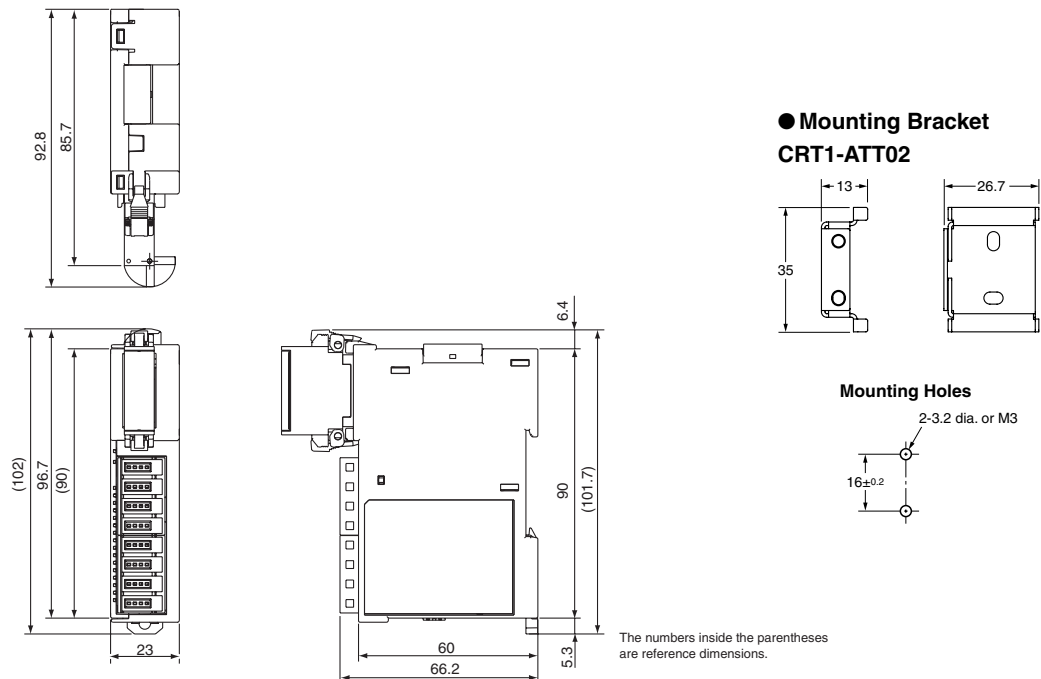 92.8
85.7
● Mounting Bracket
CRT1-ATT02
13
26.7
35
6.4
Mounting Holes
2-3.2 dia. or M3
16±0.2
(102)
96.7
(90)
90
(101.7)
23
60
66.2
5.3
The numbers inside the parentheses
are reference dimensions.